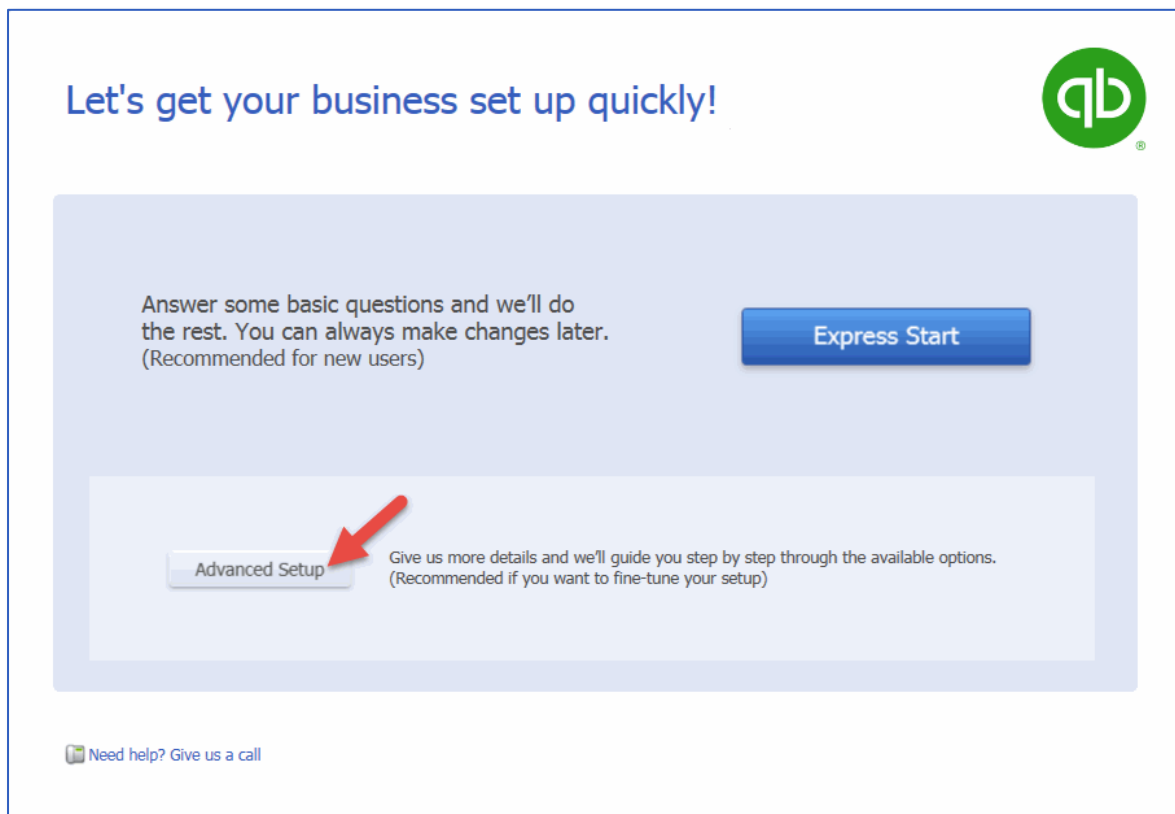 Let's get your business set up quickly!
qb
®
Answer some basic questions and we'll do
the rest. You can always make changes later.
(Recommended for new users)
Express Start
Advanced Setup
Give us more details and we'll guide you step by step through the available options.
(Recommended if you want to fine-tune your setup)
Need help? Give us a call